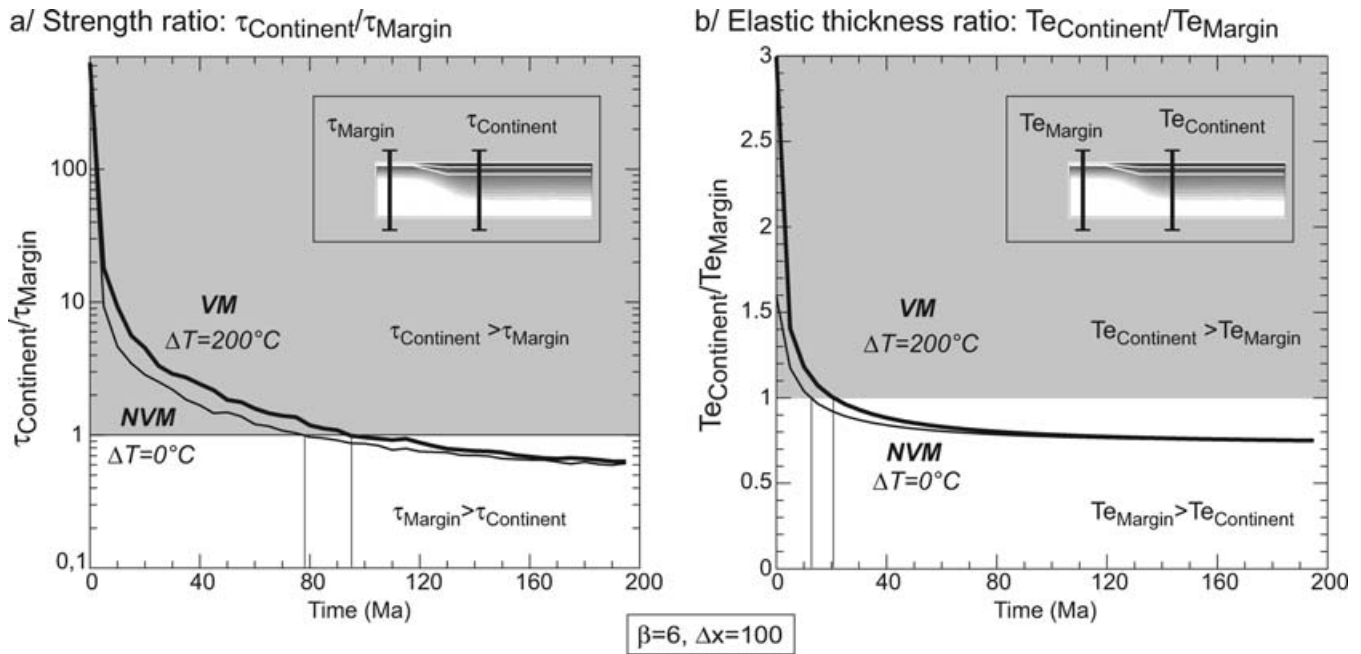 a/ Strength ratio: τContinent/τMargin
τContinent/τMargin
100
10
1
0,1
τMargin
τContinent
VM
ΔT=200°C
τContinent >τMargin
NVM
ΔT=0°C
τMargin>τContinent
0 40 80 120 160 200
Time (Ma)
b/ Elastic thickness ratio: TeContinent/TeMargin
TeContinent/TeMargin
3
2.5
2
1.5
1
0.5
0
TeMargin
TeContinent
VM
ΔT=200°C
TeContinent >TeMargin
NVM
ΔT=0°C
TeMargin>TeContinent
0 40 80 120 160 200
Time (Ma)
β=6, Δx=100